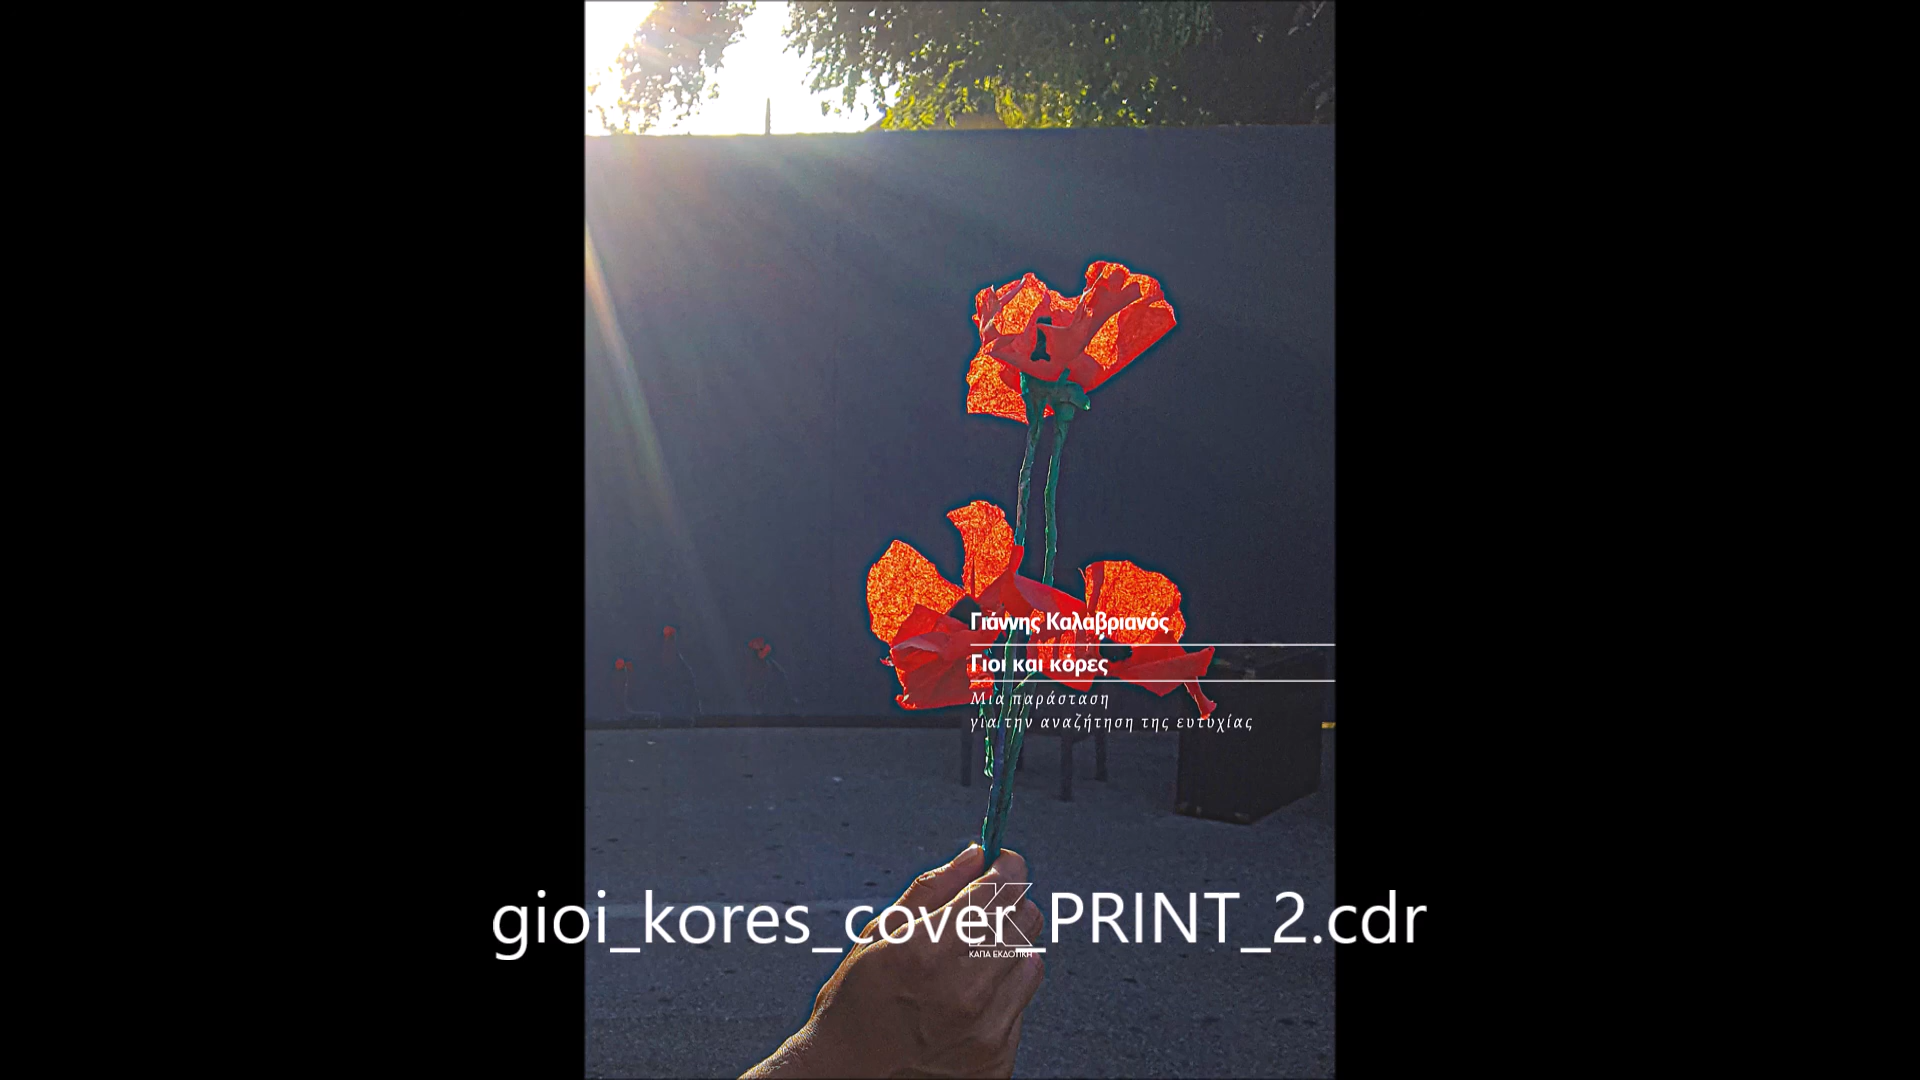 Γιάννης Καλαβριανός
Γιοι και κόρες
Μια παράσταση
για την αναζήτηση της ευτυχίας
gioi_kores_cover_PRINT_2.cdr
Κ
ΚΑΠΑ ΕΚΔΟΤΙΚΗ